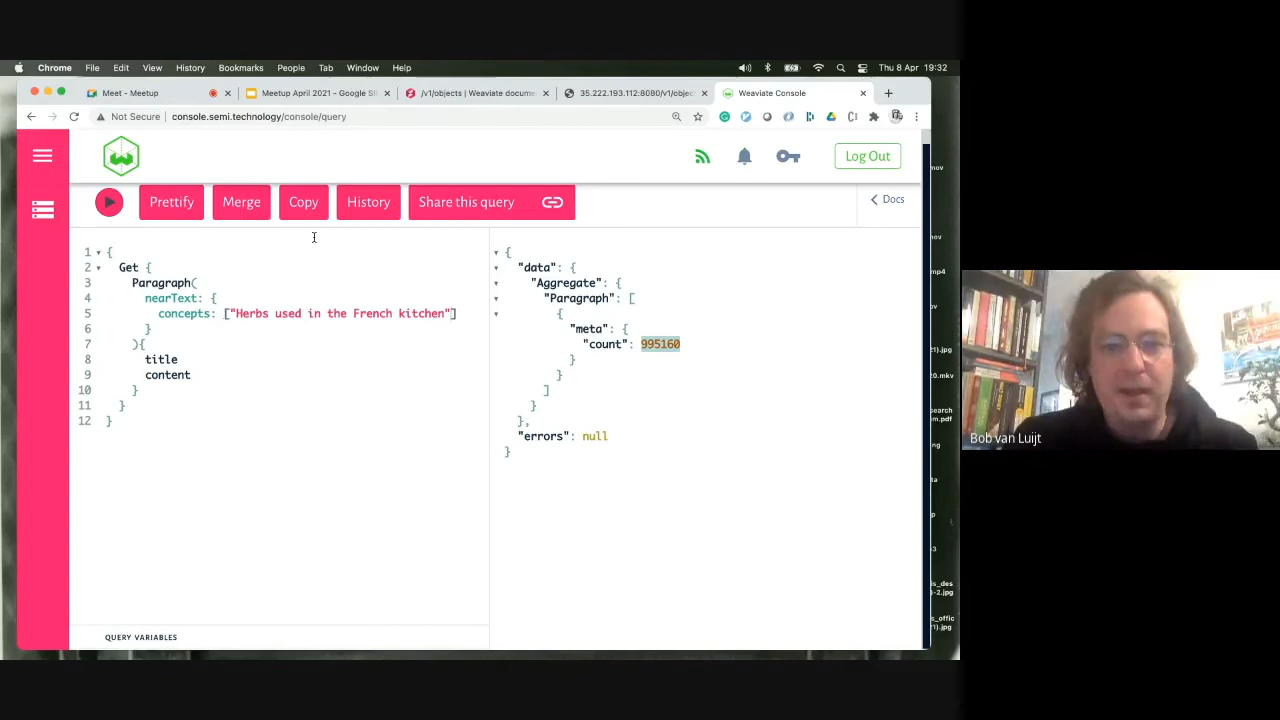 Chrome File Edit View History Bookmarks People Tab Window Help Thu 8 Apr 19:32
Meet - Meetup
Meetup April 2021 - Google Sli
/v1/objects | Weaviate docume
35.222.193.112:8080/v1/objec
Weaviate Console
Not Secure console.semi.technology/console/query
Log Out
Prettify Merge Copy History Share this query
Docs
1 {
2 Get {
3 Paragraph(
4 nearText: {
5 concepts: ["Herbs used in the French kitchen"]
6 }
7 ){
8 title
9 content
10 }
11 }
12 }
{
"data": {
"Aggregate": {
"Paragraph": [
{
"meta": {
"count": 995160
}
}
]
}
},
"errors": null
}
QUERY VARIABLES
Bob van Luijt